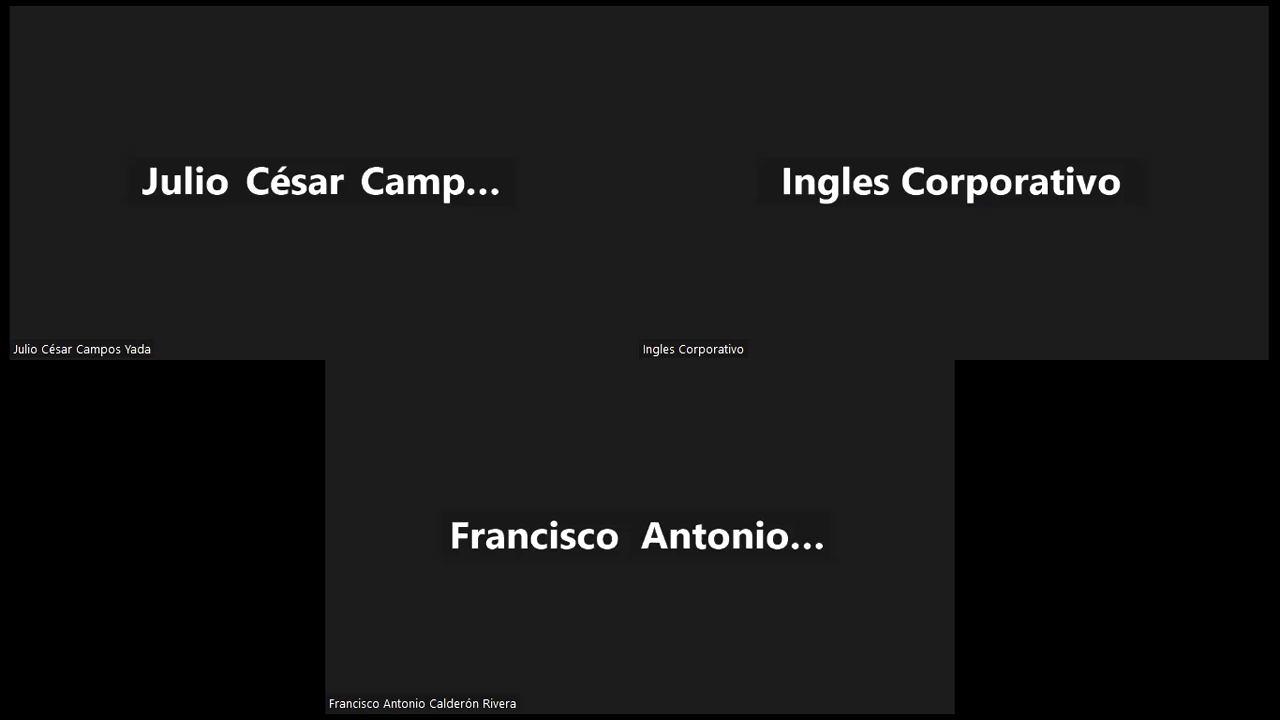 Julio César Camp...
Ingles Corporativo
Julio César Campos Yada
Ingles Corporativo
Francisco Antonio...
Francisco Antonio Calderón Rivera